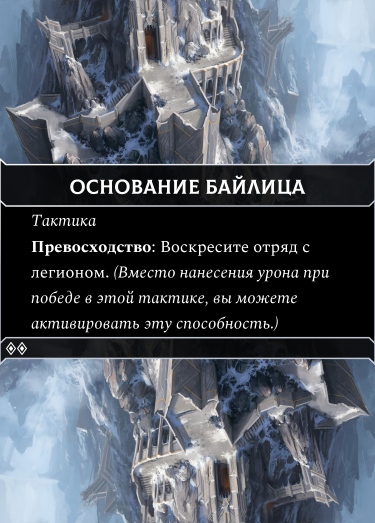 ОСНОВАНИЕ БАЙЛИЦА
Тактика
Превосходство: Воскресите отряд с
легионом. (Вместо нанесения урона при
победе в этой тактике, вы можете
активировать эту способность.)